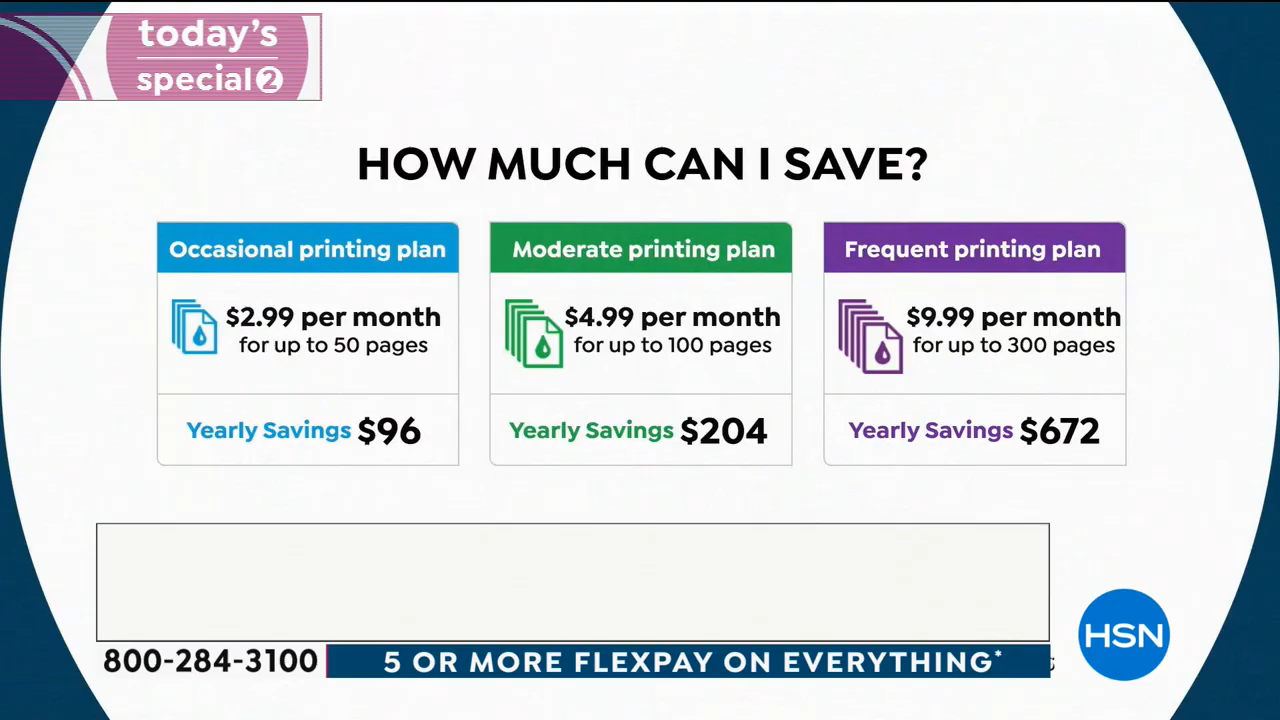 today's
special2
HOW MUCH CAN I SAVE?
Occasional printing plan
$2.99 per month
for up to 50 pages
Yearly Savings $96
Moderate printing plan
$4.99 per month
for up to 100 pages
Yearly Savings $204
Frequent printing plan
$9.99 per month
for up to 300 pages
Yearly Savings $672
800-284-3100
5 OR MORE FLEXPAY ON EVERYTHING*
HSN